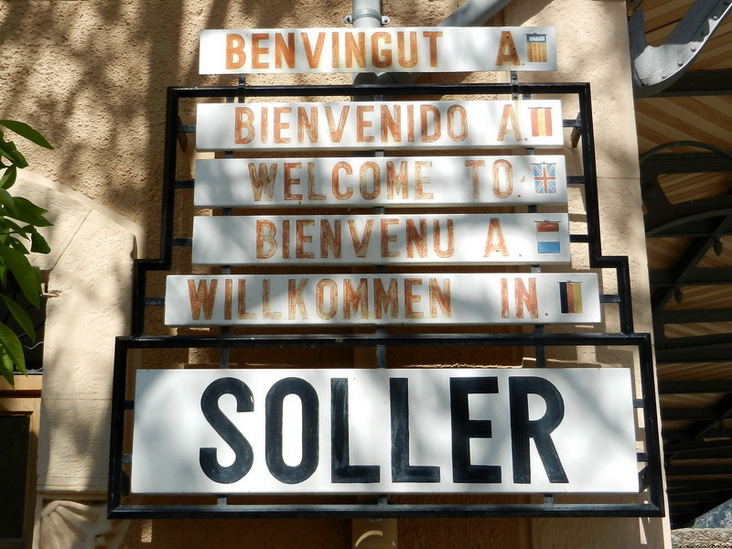 BENVINGUT A
BIENVENIDO A
WELCOME TO
BIENVENU A
WILLKOMMEN IN.
SOLLER